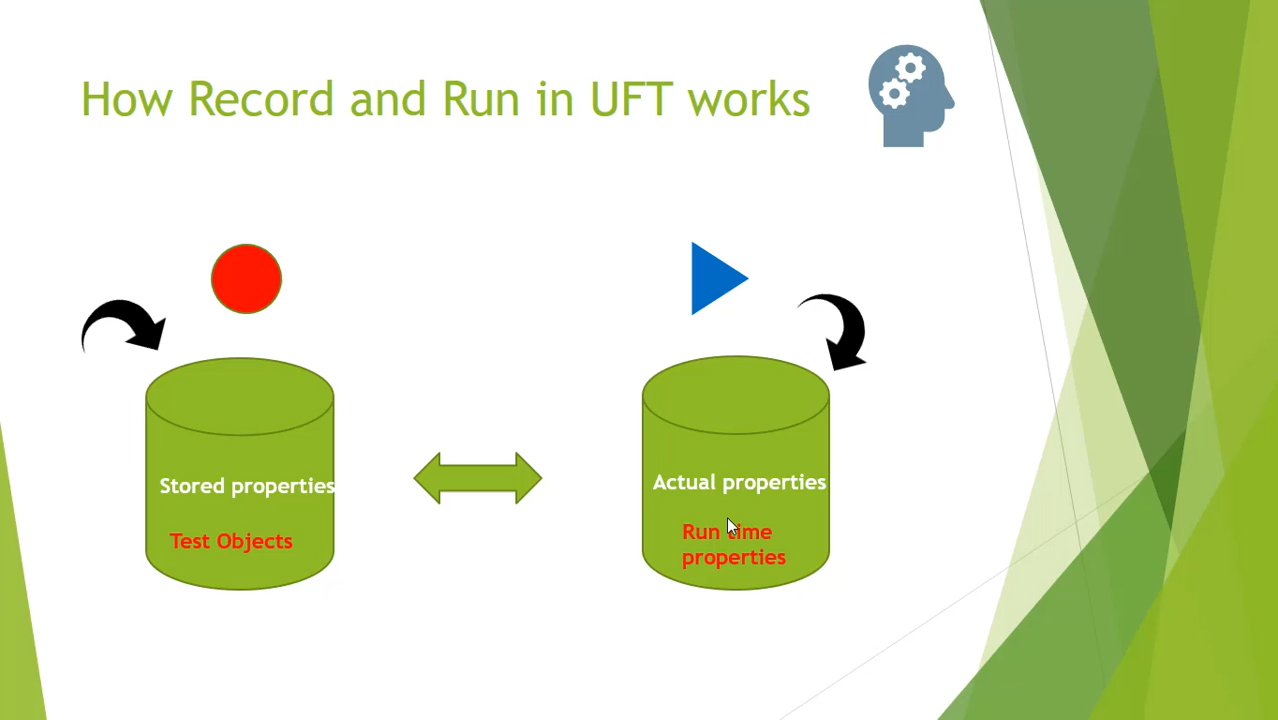 How Record and Run in UFT works
Stored properties
Test Objects
Actual properties
Run time
properties